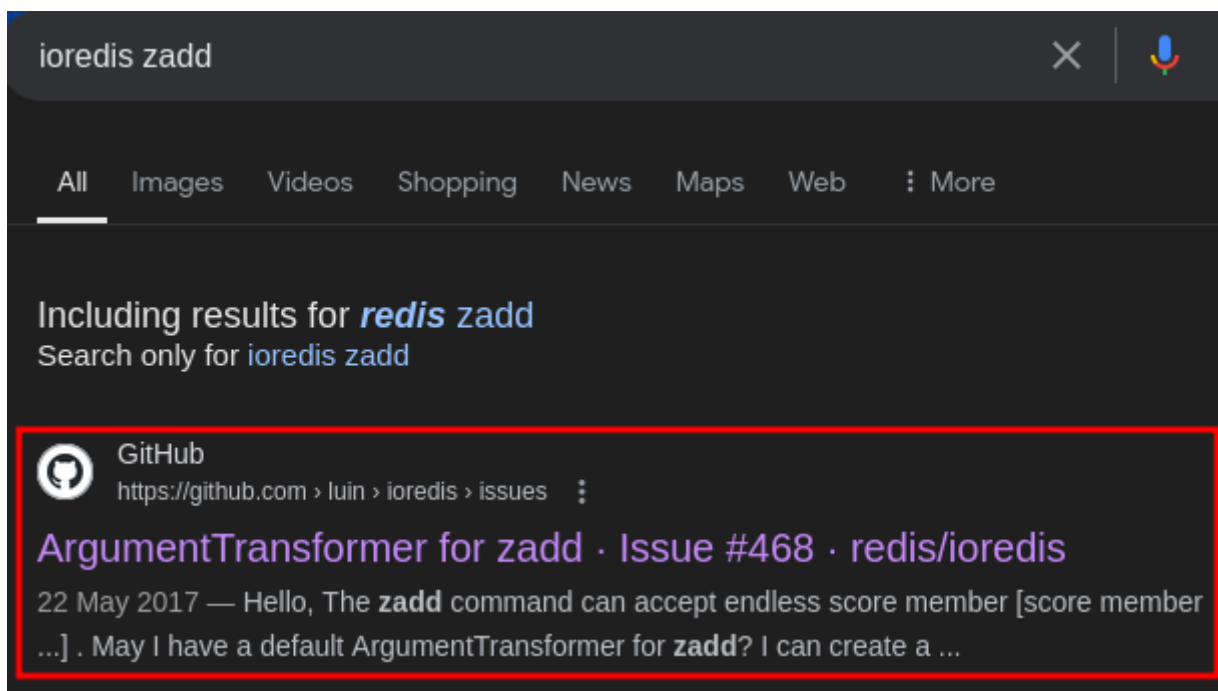 ioredis zadd
All Images Videos Shopping News Maps Web More
Including results for redis zadd
Search only for ioredis zadd
GitHub
https://github.com › luin › ioredis › issues
ArgumentTransformer for zadd · Issue #468 · redis/ioredis
22 May 2017 — Hello, The zadd command can accept endless score member [score member
...] . May I have a default ArgumentTransformer for zadd? I can create a ...